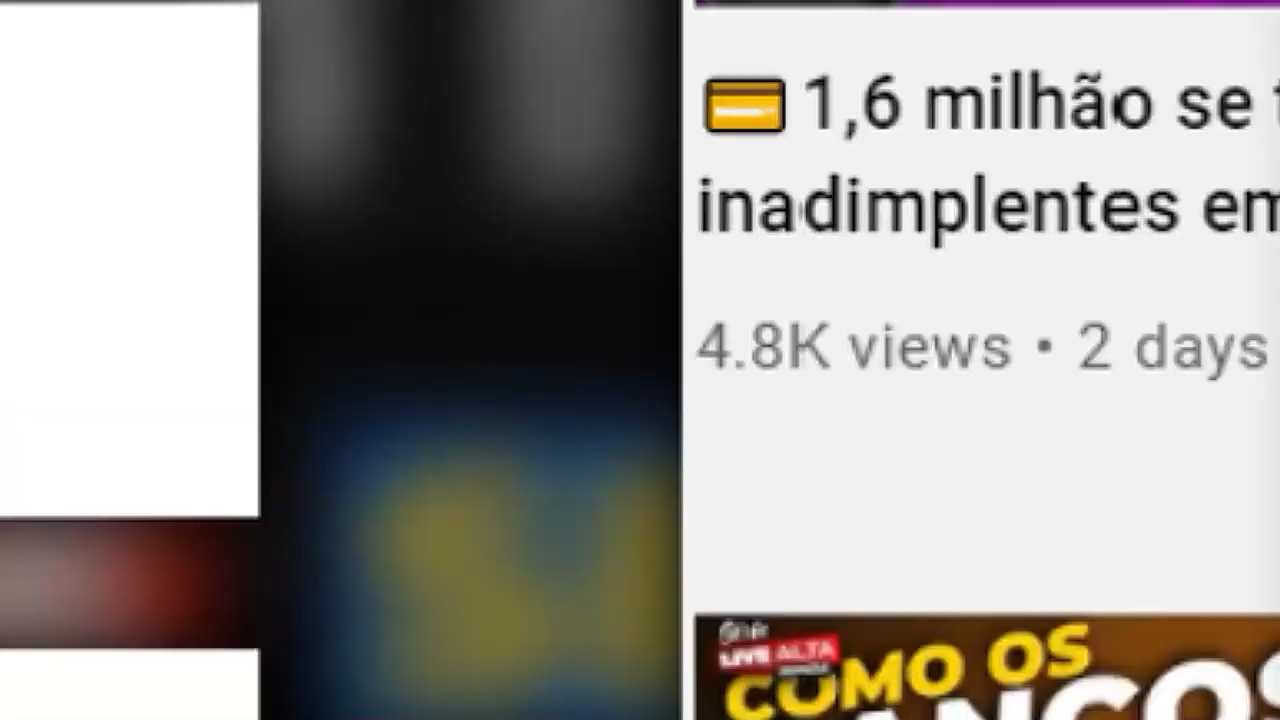 1,6 milhão se
inadimplentes em
4.8K views • 2 days
LIVE ALTA
COMO OS